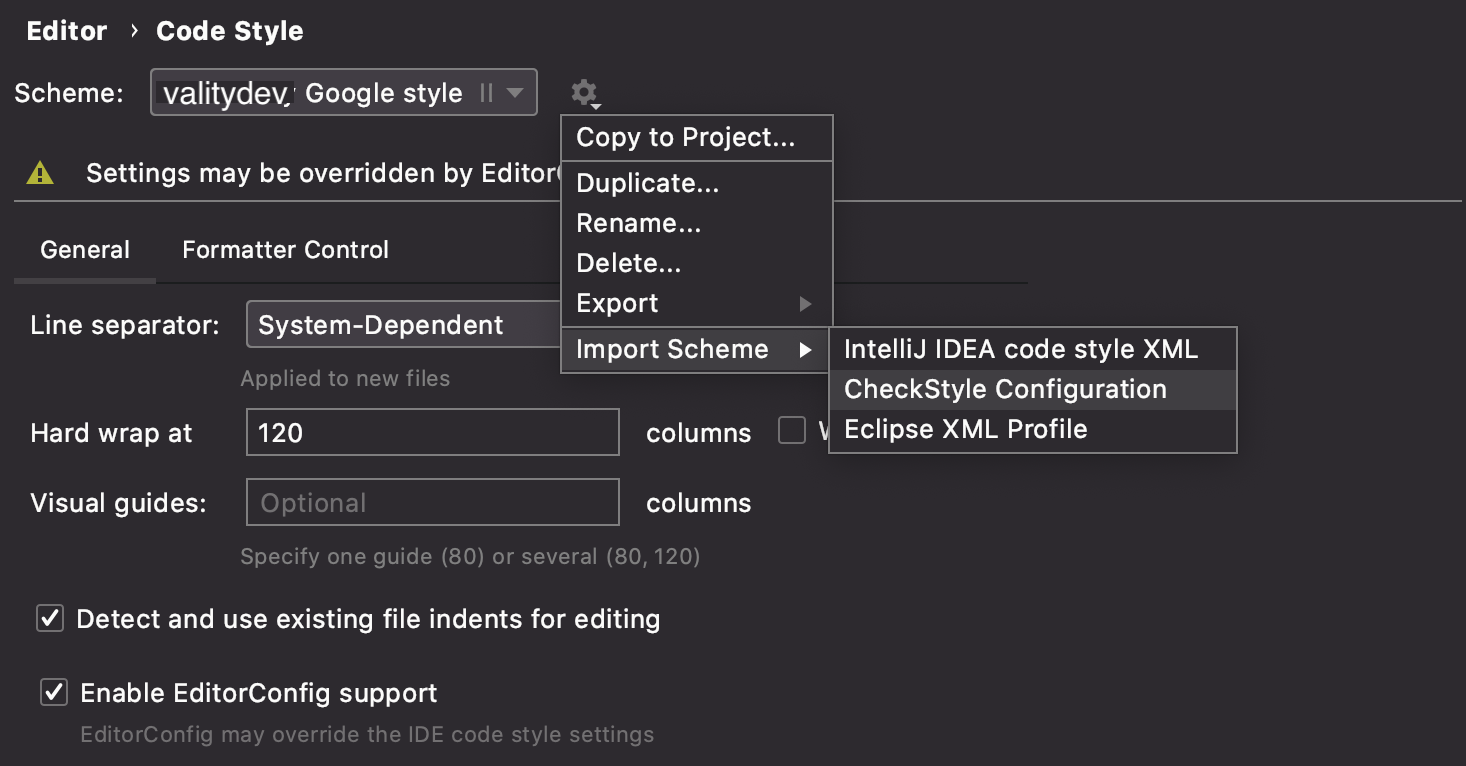 Editor › Code Style
Scheme: valitydev Google style
Copy to Project...
Settings may be overridden by Editor
Duplicate...
Rename...
General Formatter Control
Delete...
Export
Line separator: System-Dependent
Import Scheme
IntelliJ IDEA code style XML
Applied to new files
CheckStyle Configuration
Hard wrap at 120 columns
Eclipse XML Profile
Visual guides: Optional columns
Specify one guide (80) or several (80, 120)
Detect and use existing file indents for editing
Enable EditorConfig support
EditorConfig may override the IDE code style settings